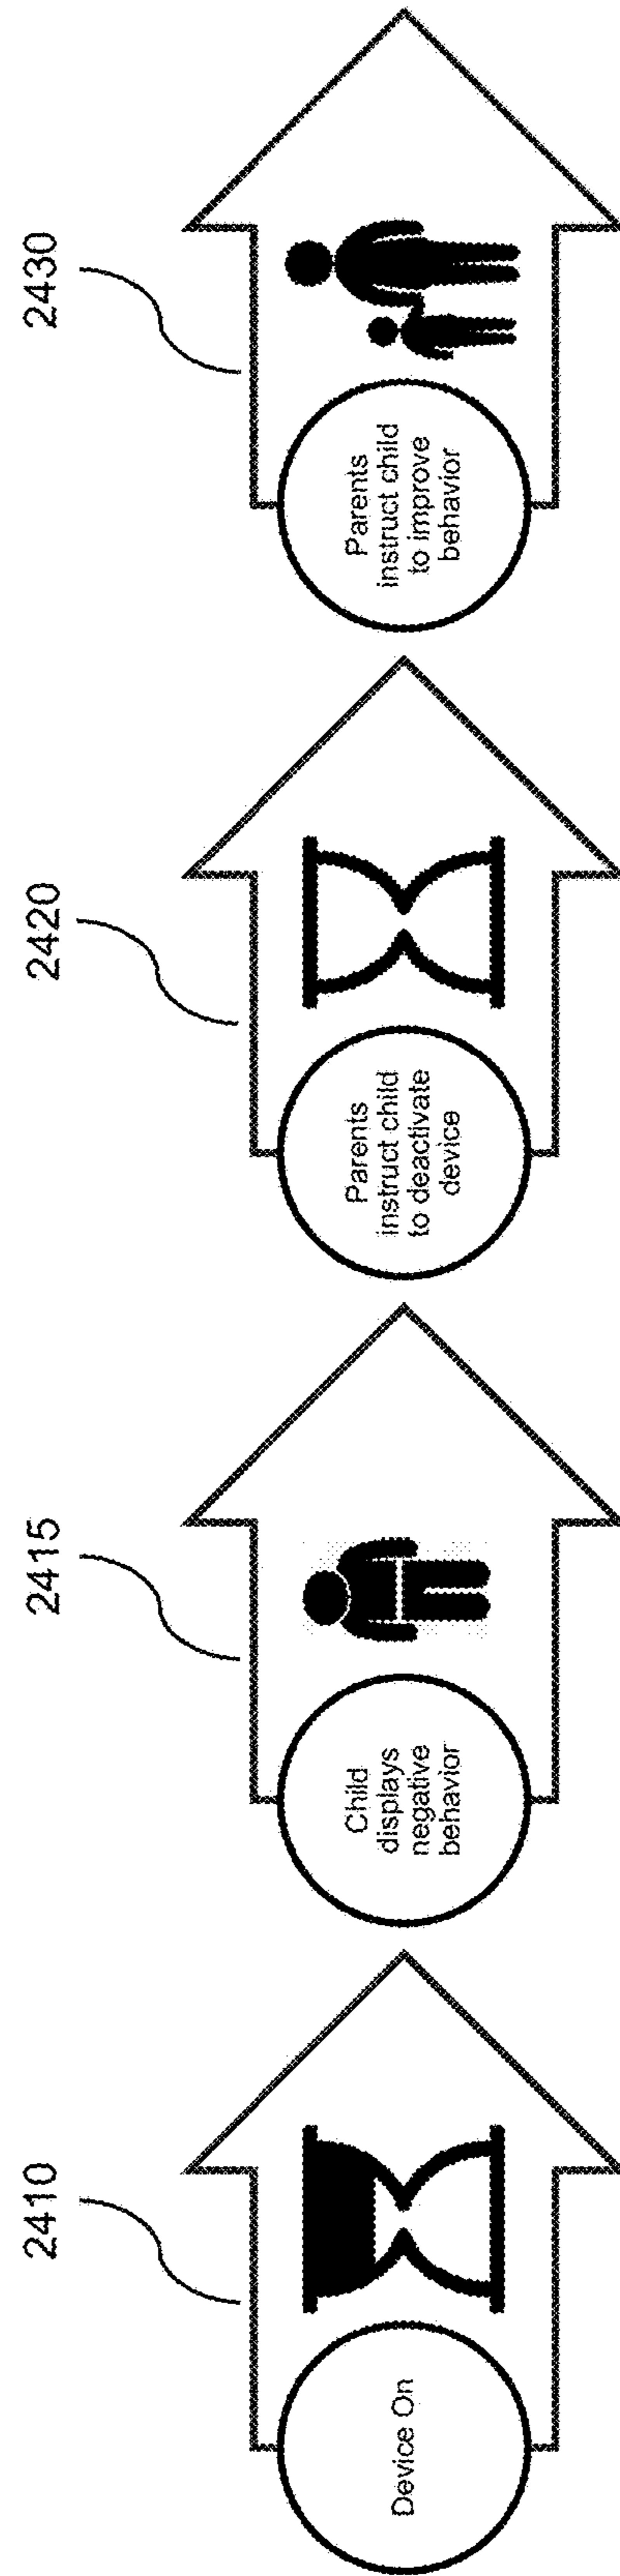 2410
2415
2420
2430
Device On
Child
displays
negative
behavior
Parents
instruct child
to deactivate
device
Parents
instruct child
to improve
behavior